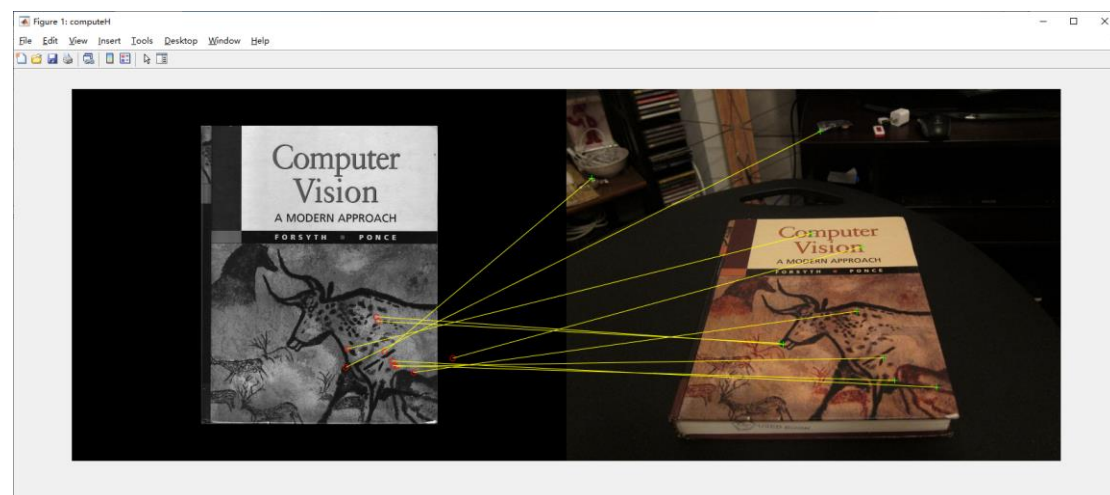 Figure 1: computeH
File Edit View Insert Tools Desktop Window Help
Computer
Vision
A MODERN APPROACH
FORSYTH PONCE
Computer
Vision
A MODERN APPROACH
FORSYTH PONCE